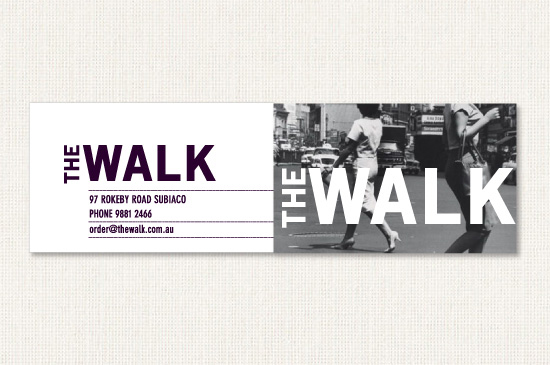 THE WALK
97 ROKEBY ROAD SUBIACO
PHONE 9881 2466
order@thewalk.com.au
THE WALK